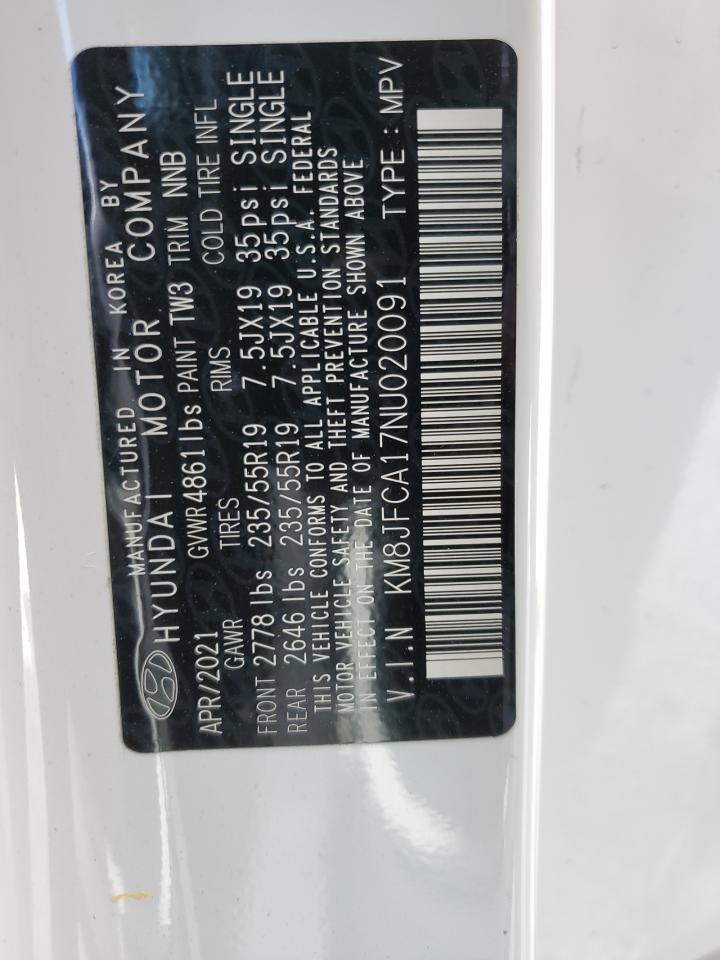 MANUFACTURED IN KOREA BY
HYUNDAI MOTOR COMPANY
APR/2021 GVWR4861lbs PAINT TW3 TRIM NNB
GAWR TIRES RIMS COLD TIRE INFL
FRONT 2778 lbs 235/55R19 7.5JX19 35psi SINGLE
REAR 2646 lbs 235/55R19 7.5JX19 35psi SINGLE
THIS VEHICLE CONFORMS TO ALL APPLICABLE U.S.A. FEDERAL
MOTOR VEHICLE SAFETY AND THEFT PREVENTION STANDARDS
IN EFFECT ON THE DATE OF MANUFACTURE SHOWN ABOVE
V.I.N KM8JFCA17NU020091 TYPE : MPV